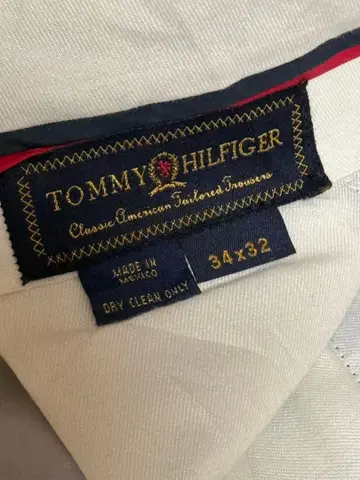 TOMMY HILFIGER
Classic American Tailored Trousers
MADE IN
MEXICO
DRY CLEAN ONLY
34x32